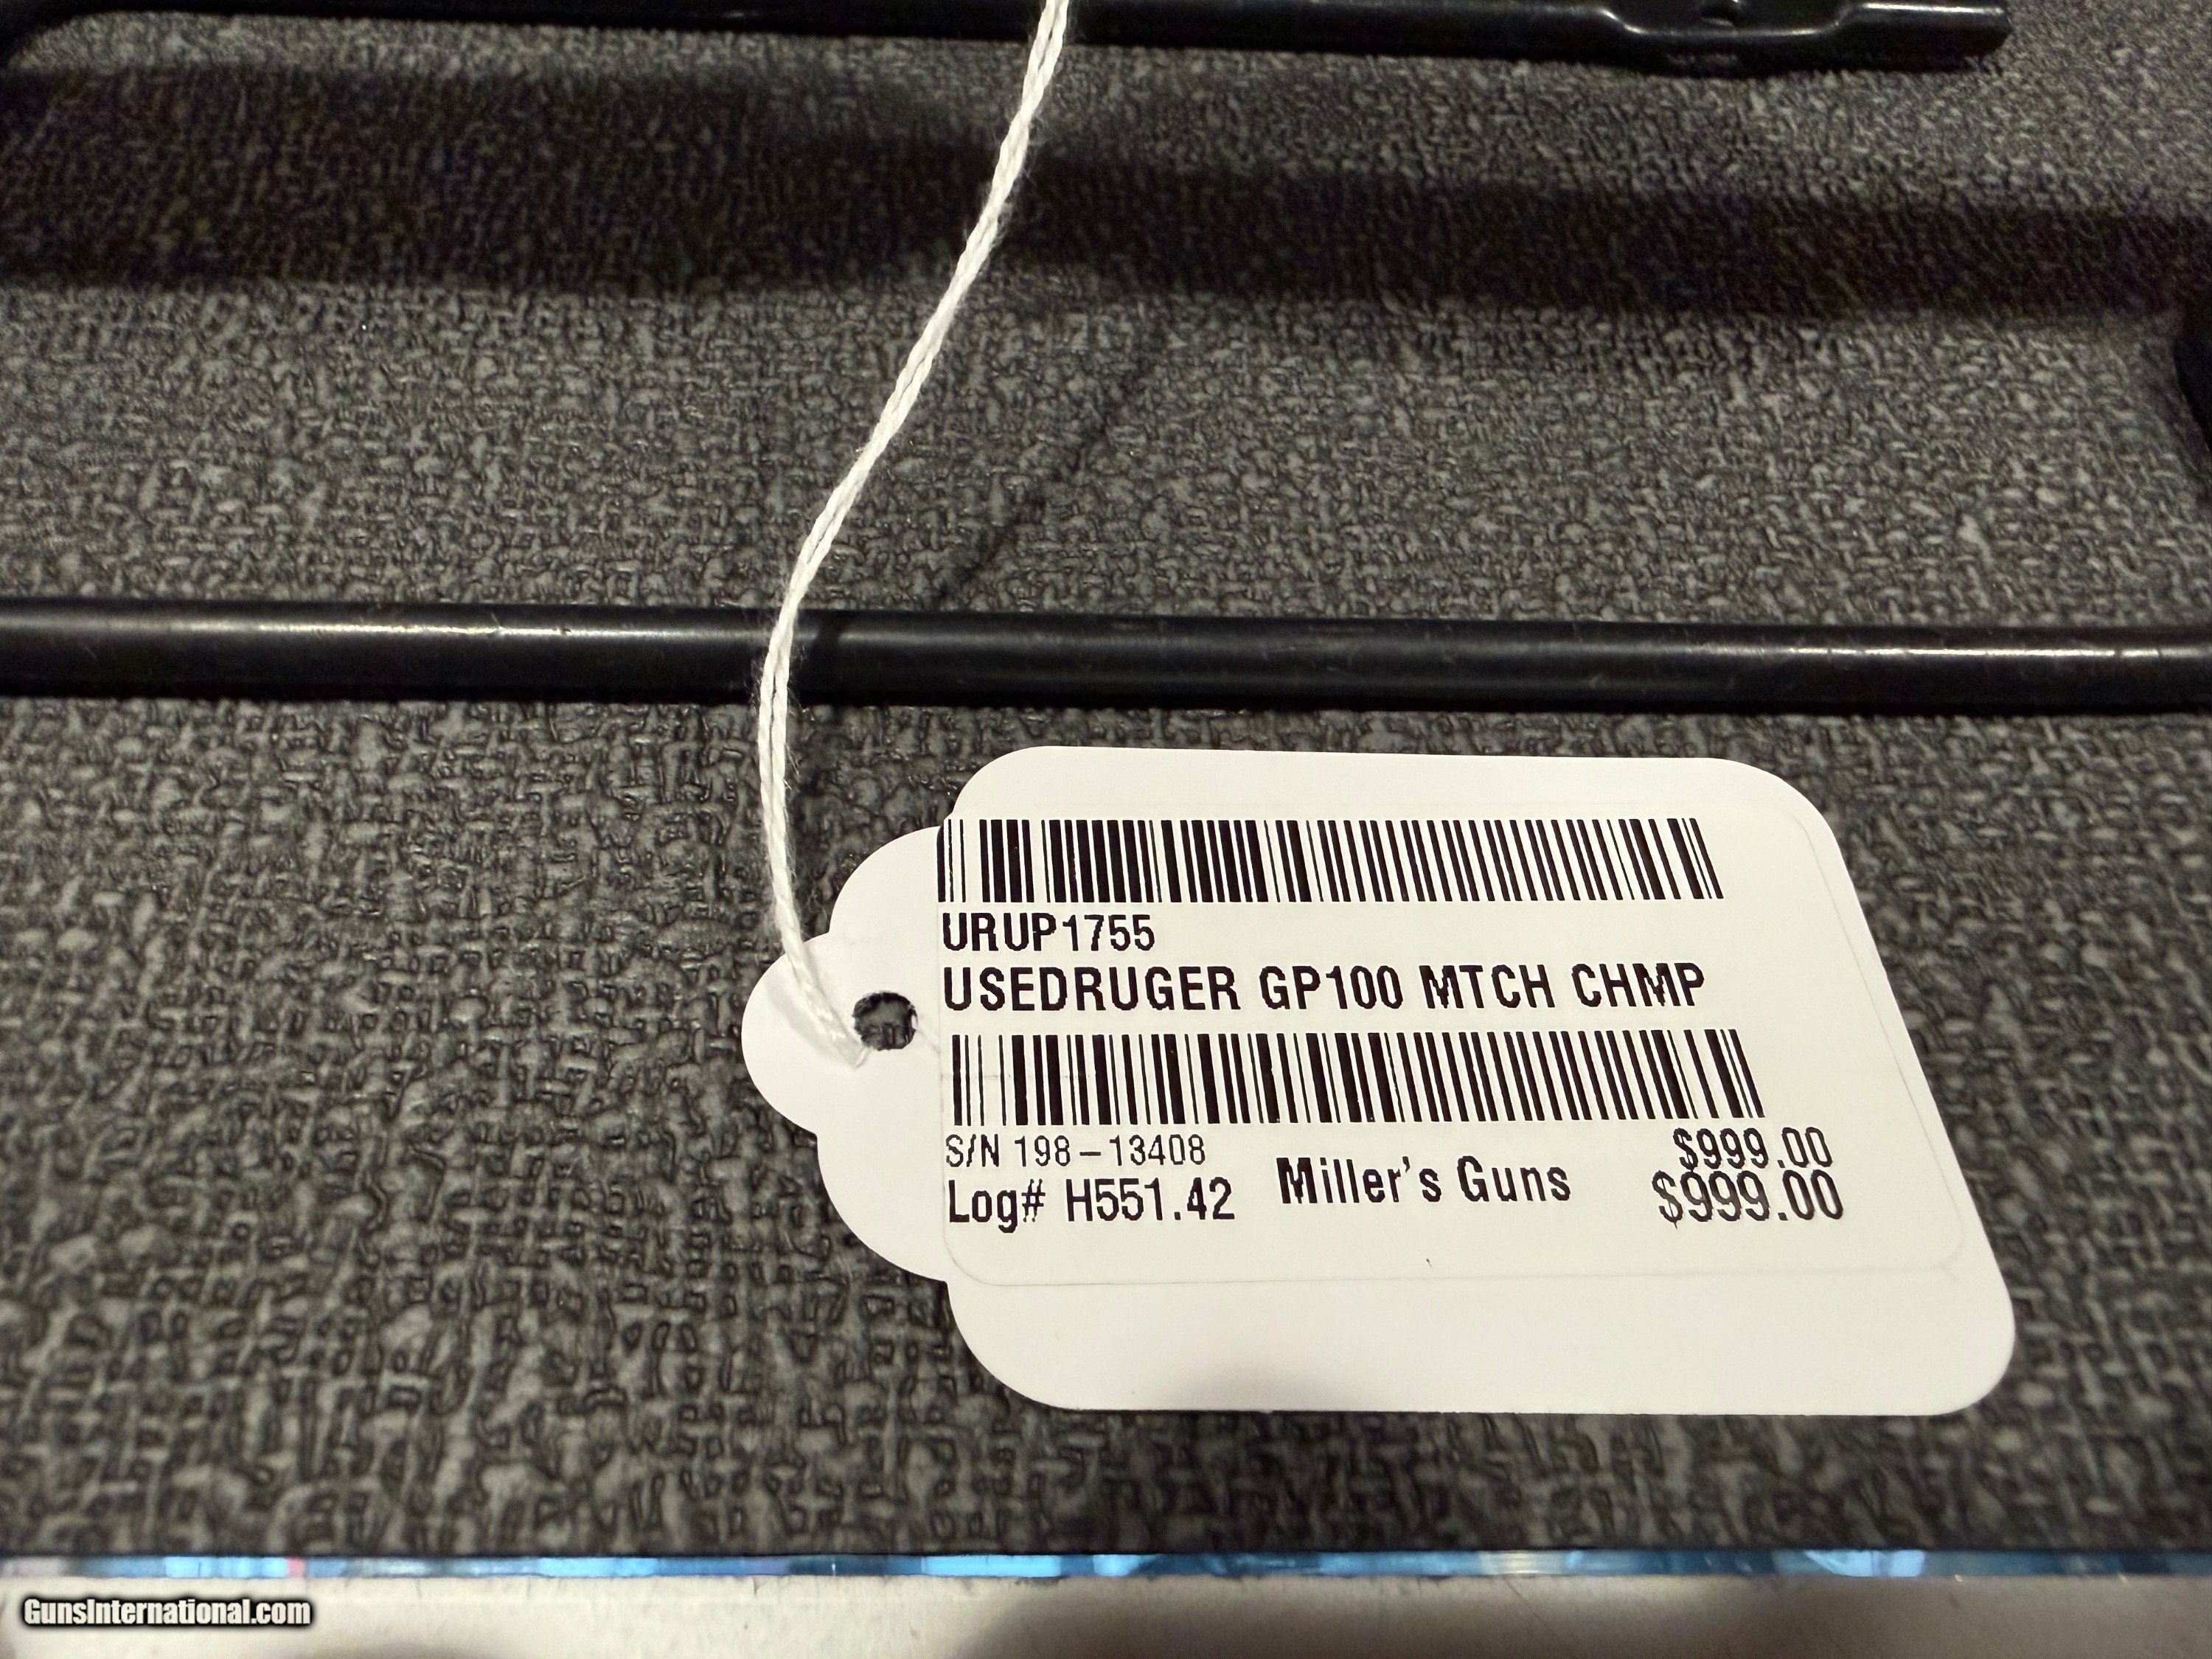 URUP1755
USEDRUGER GP100 MTCH CHMP
S/N 198-13408
$999.00
Log# H551.42
Miller's Guns
$999.00
GunsInternational.com